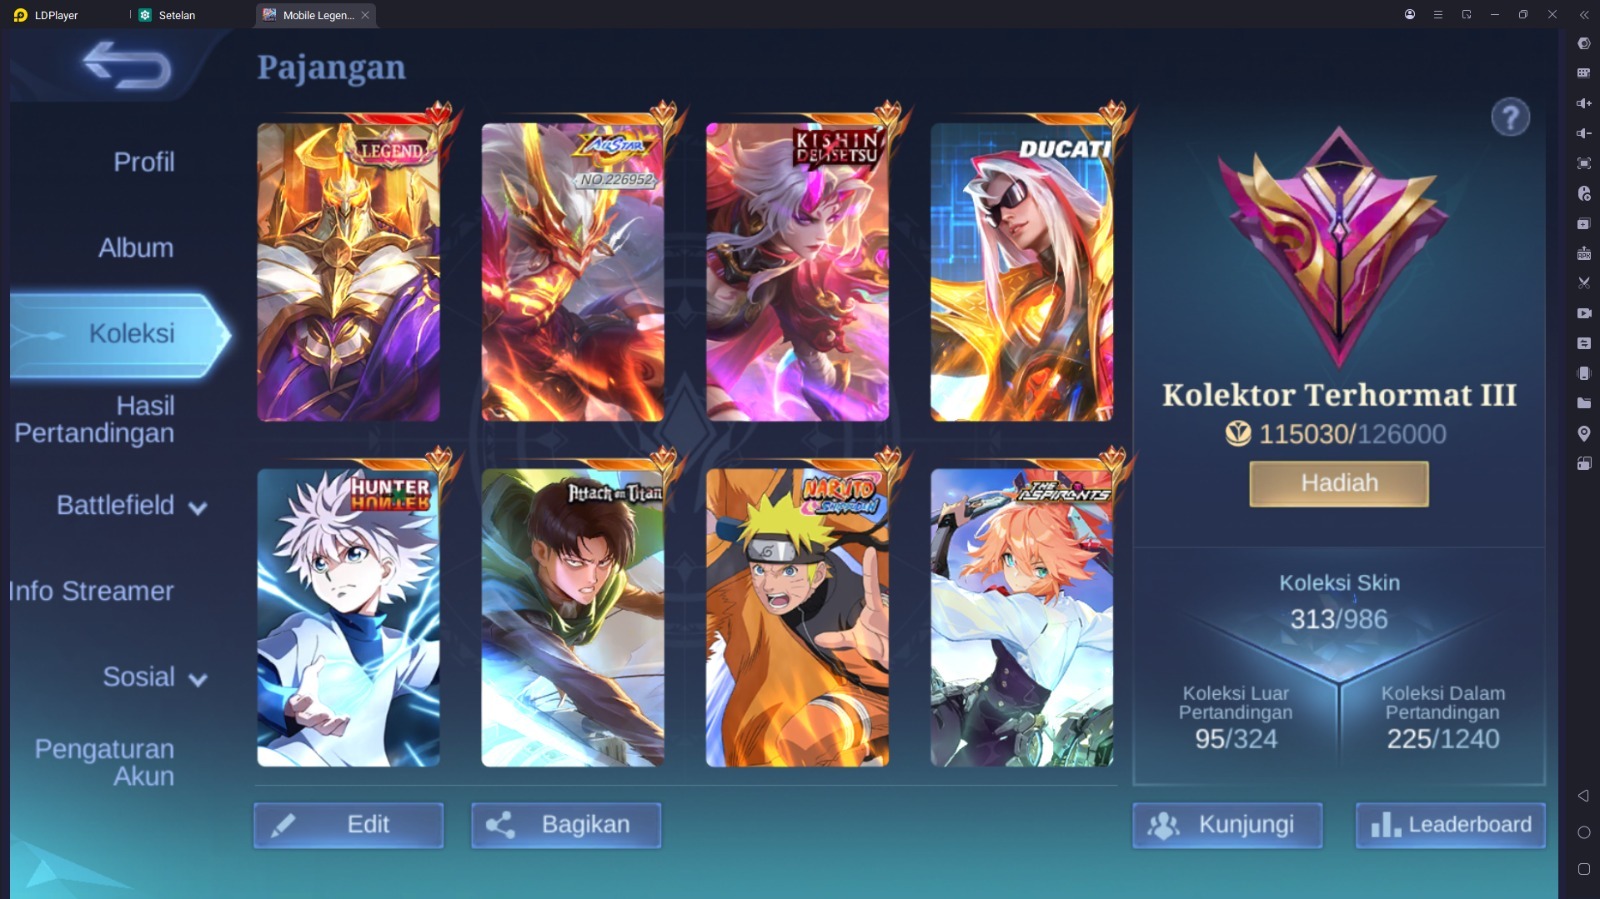 LDPlayer
Setelan
Mobile Legen...
Pajangan
Profil
Album
Koleksi
Hasil
Pertandingan
Battlefield
Info Streamer
Sosial
Pengaturan
Akun
LEGEND
ALLSTAR
NO.226952
KISHIN
DENSETSU
DUCATI
HUNTER
HUNTER
Attack on Titan
NARUTO
SHIPPUDEN
THE
ASPIRANTS
?
Kolektor Terhormat III
115030/126000
Hadiah
Koleksi Skin
313/986
Koleksi Luar
Pertandingan
95/324
Koleksi Dalam
Pertandingan
225/1240
Edit
Bagikan
Kunjungi
Leaderboard